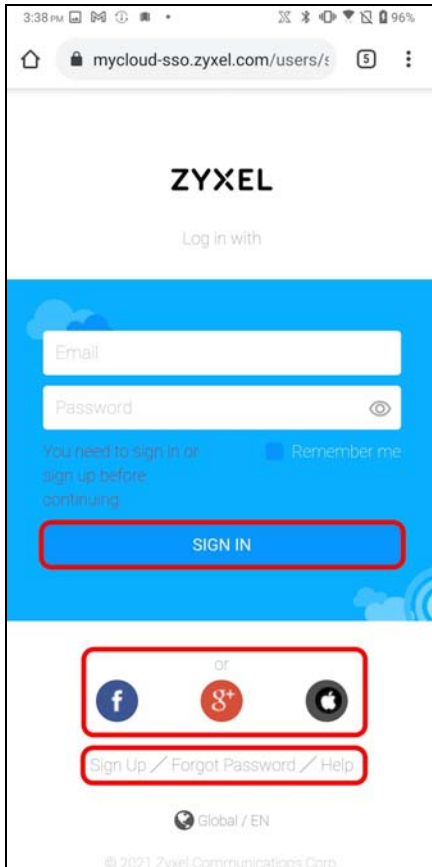 3:38 PM 96%
mycloud-sso.zyxel.com/users/s 5
ZYXEL
Log in with
Email
Password
You need to sign in or Remember me
sign up before
continuing.
SIGN IN
or
f g+
Sign Up / Forgot Password / Help
Global / EN
© 2021 Zyxel Communications Corp.